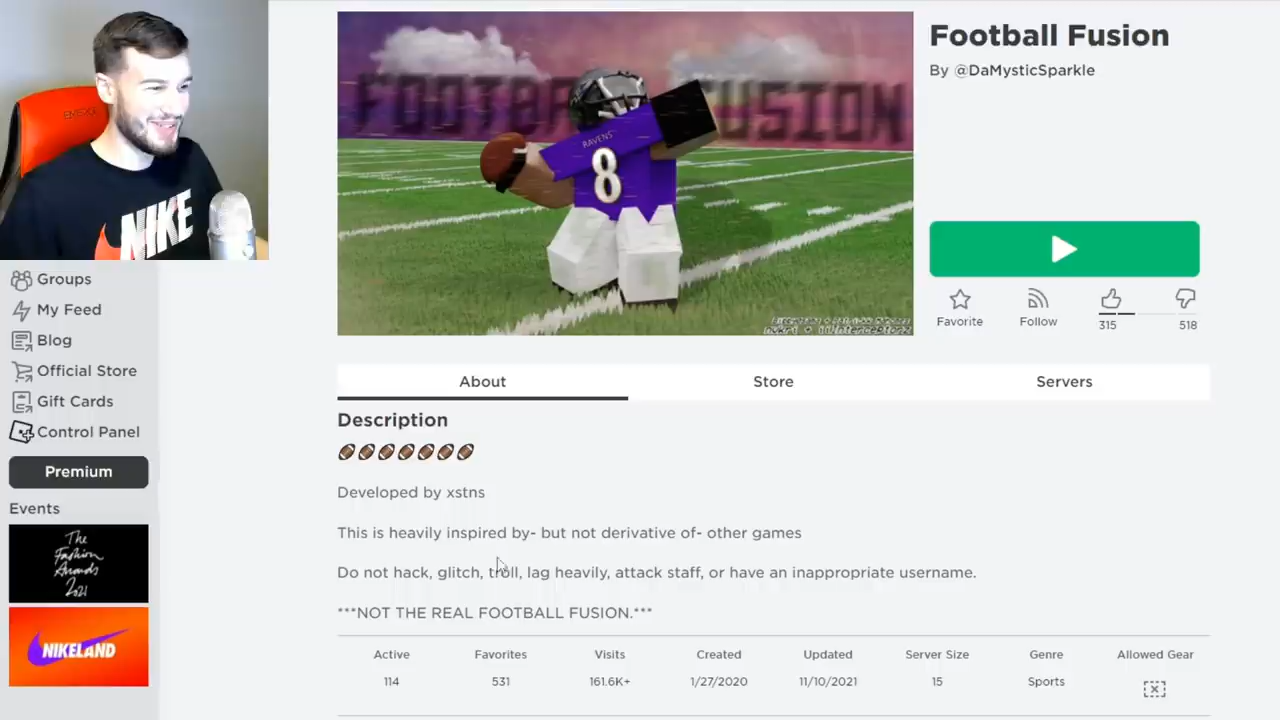 NIKE
FOOTBALL FUSION
RAVENS
8
Football Fusion
By @DaMysticSparkle
Favorite
Follow
315
518
Groups
My Feed
Blog
Official Store
Gift Cards
Control Panel
Premium
Events
The
Fashion
Awards
2021
NIKELAND
About
Store
Servers
Description
🏈🏈🏈🏈🏈🏈🏈
Developed by xstns
This is heavily inspired by- but not derivative of- other games
Do not hack, glitch, troll, lag heavily, attack staff, or have an inappropriate username.
***NOT THE REAL FOOTBALL FUSION.***
Active
Favorites
Visits
Created
Updated
Server Size
Genre
Allowed Gear
114
531
161.6K+
1/27/2020
11/10/2021
15
Sports